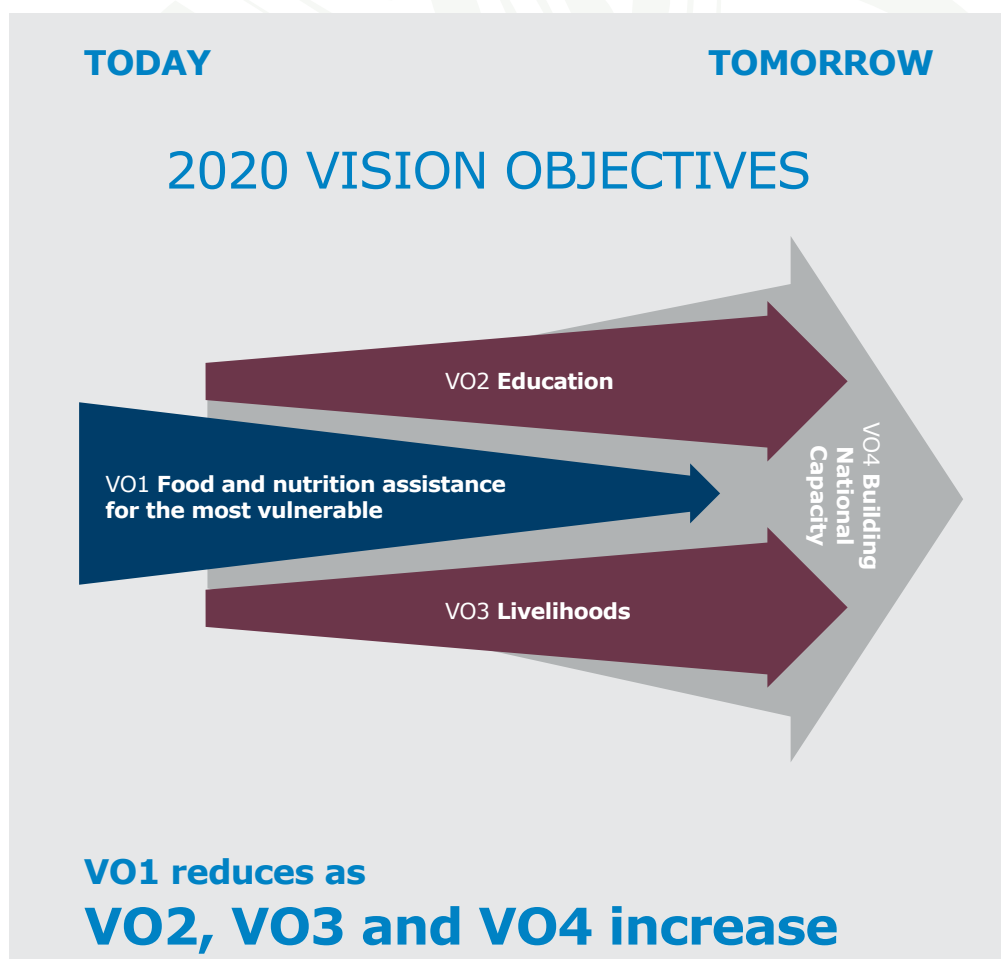 TODAY
TOMORROW
2020 VISION OBJECTIVES
VO2 Education
VO1 Food and nutrition assistance
for the most vulnerable
VO4 Building
National
Capacity
VO3 Livelihoods
VO1 reduces as
VO2, VO3 and VO4 increase